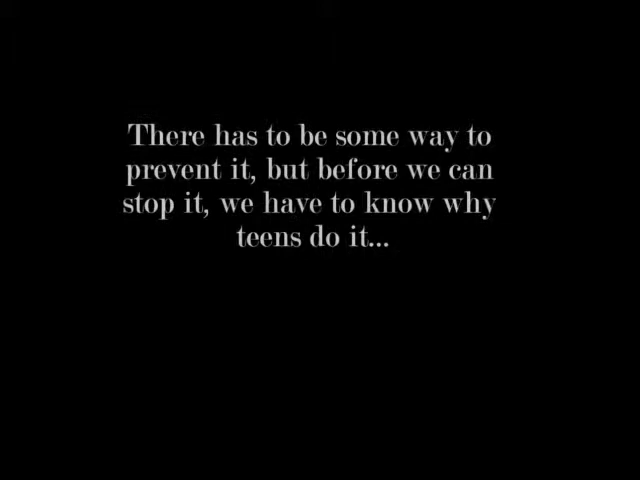 There has to be some way to
prevent it, but before we can
stop it, we have to know why
teens do it...